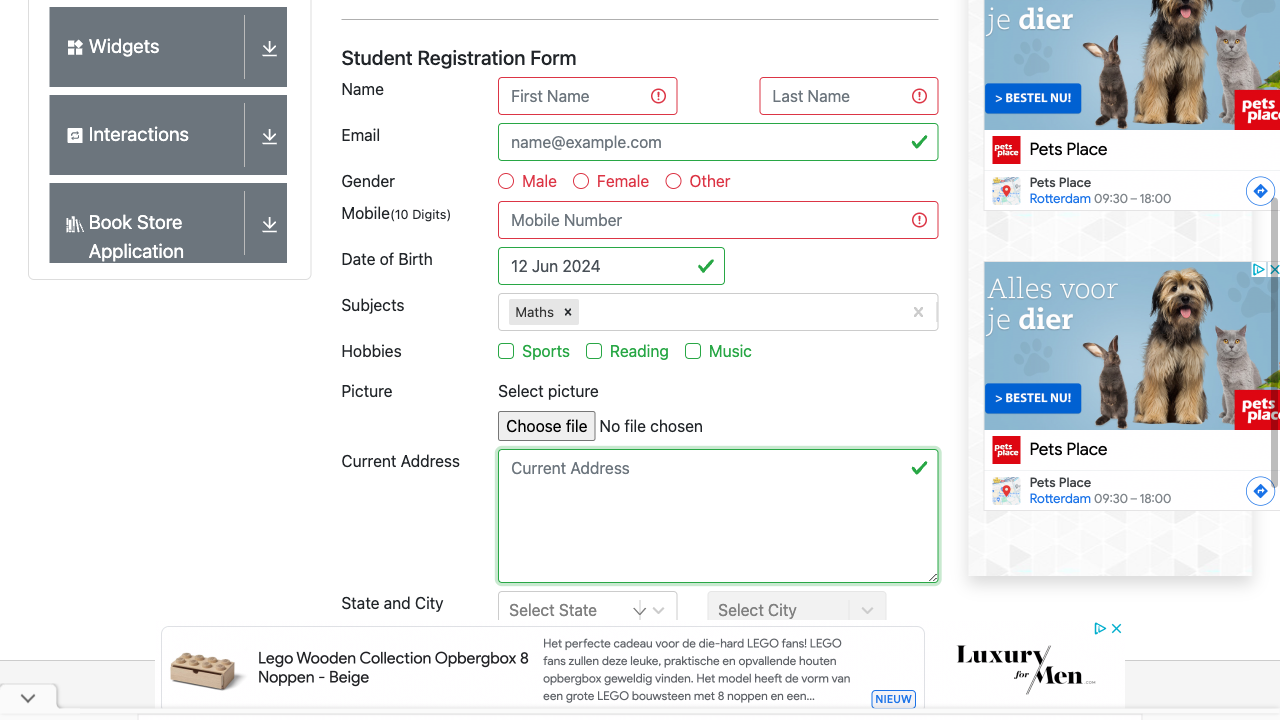 Widgets
Interactions
Book Store
Application
Student Registration Form
Name
First Name
Last Name
Email
name@example.com
Gender
Male
Female
Other
Mobile(10 Digits)
Mobile Number
Date of Birth
12 Jun 2024
Subjects
Maths
Hobbies
Sports
Reading
Music
Picture
Select picture
Choose file No file chosen
Current Address
Current Address
State and City
Select State
Select City
je dier
> BESTEL NU!
pets
place
pets
place
Pets Place
Pets Place
Rotterdam 09:30 – 18:00
Alles voor
je dier
> BESTEL NU!
pets
place
pets
place
Pets Place
Pets Place
Rotterdam 09:30 – 18:00
Lego Wooden Collection Opbergbox 8
Noppen - Beige
Het perfecte cadeau voor de die-hard LEGO fans! LEGO
fans zullen deze leuke, praktische en opvallende houten
opbergbox geweldig vinden. Het model heeft de vorm van
een grote LEGO bouwsteen met 8 noppen en een...
NIEUW
Luxury
for Men.com